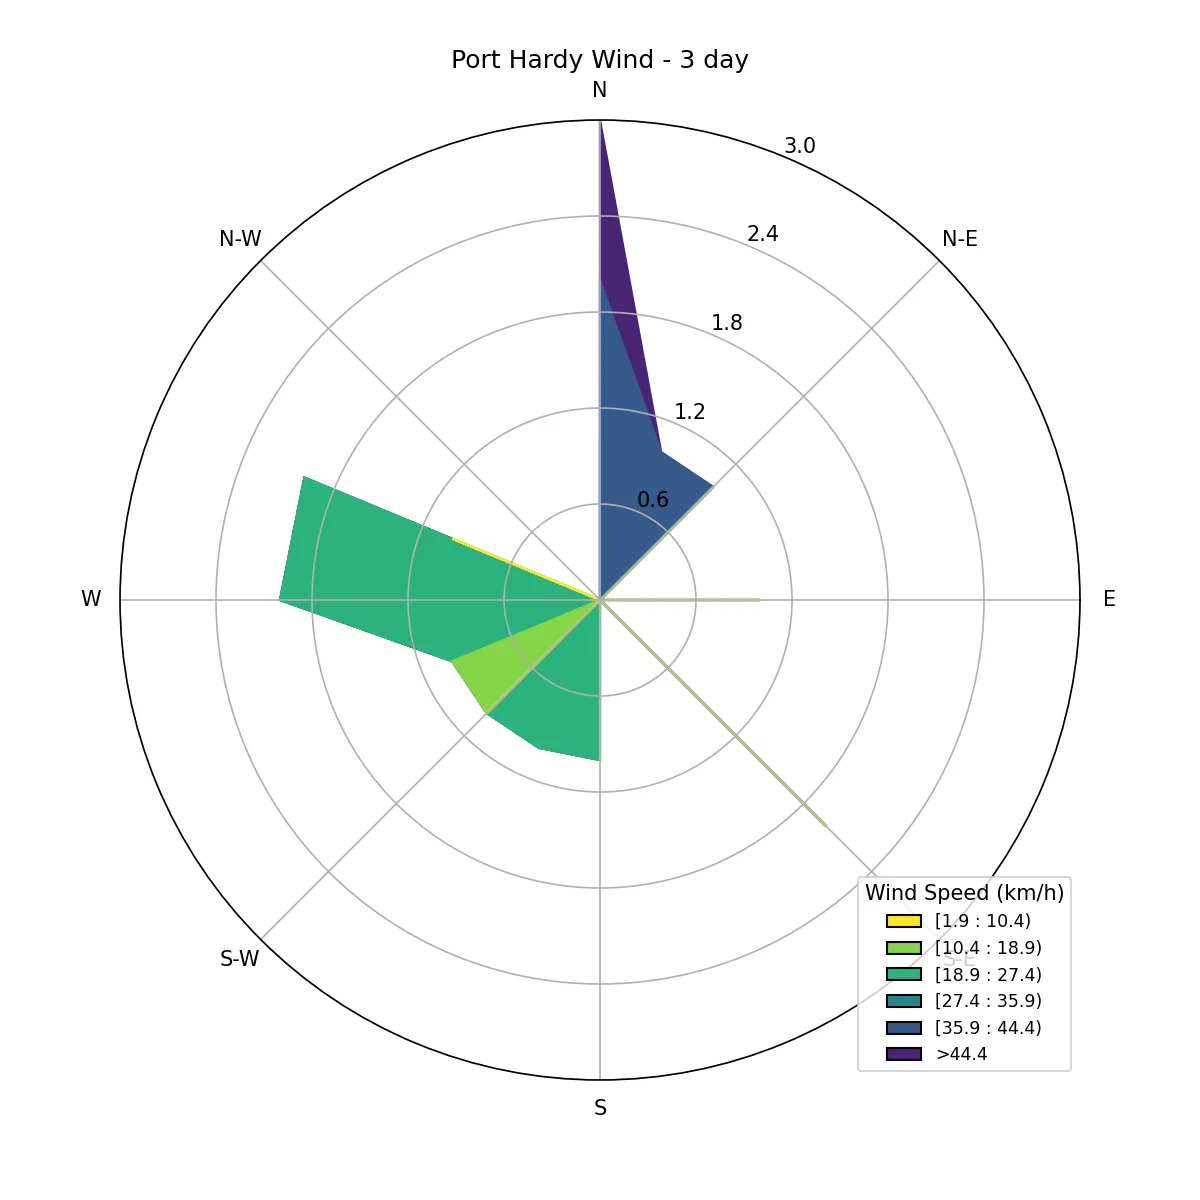 Port Hardy Wind - 3 day
N
3.0
N-W
2.4
N-E
1.8
1.2
0.6
W
E
Wind Speed (km/h)
[1.9 : 10.4)
[10.4 : 18.9)
S-W
S-E
[18.9 : 27.4)
[27.4 : 35.9)
[35.9 : 44.4)
>44.4
S